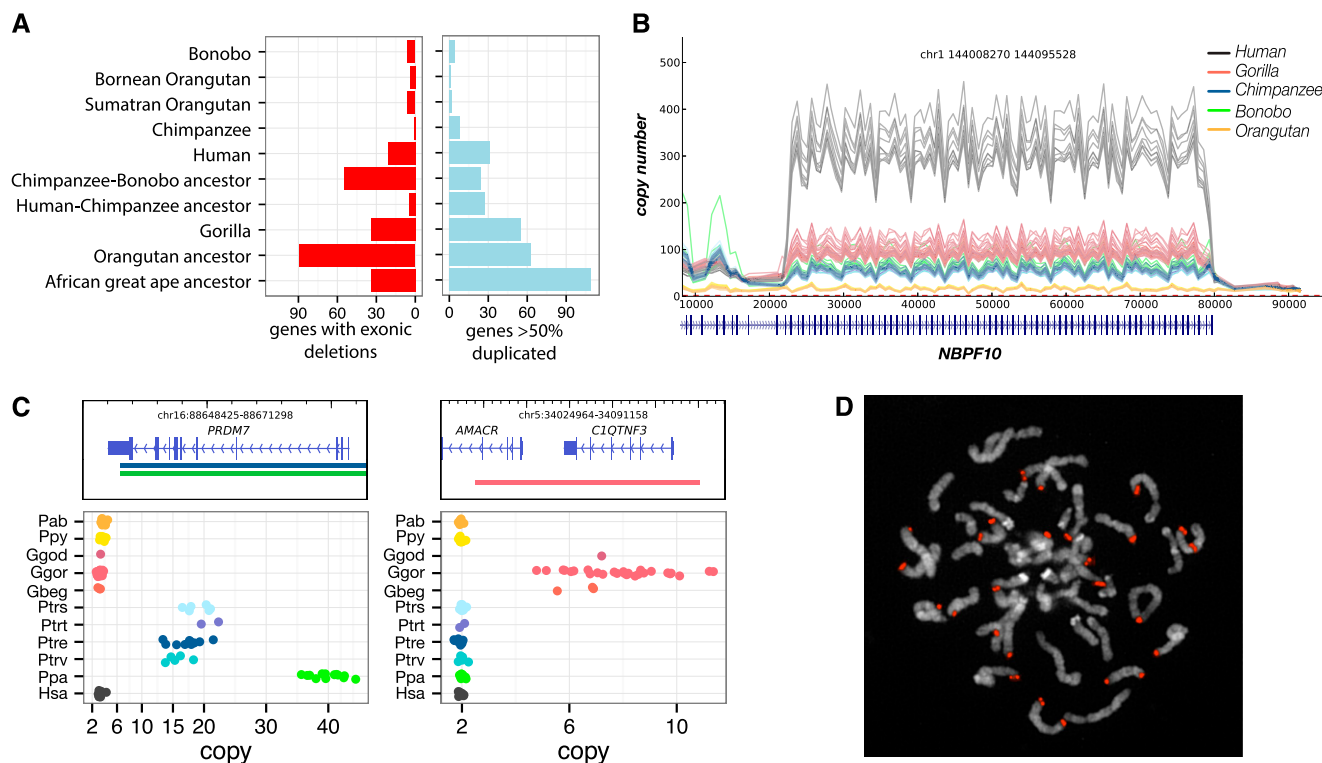 A
Bonobo
Bornean Orangutan
Sumatran Orangutan
Chimpanzee
Human
Chimpanzee-Bonobo ancestor
Human-Chimpanzee ancestor
Gorilla
Orangutan ancestor
African great ape ancestor
90 60 30 0
genes with exonic
deletions
0 30 60 90
genes >50%
duplicated
B
chr1 144008270 144095528
Human
Gorilla
Chimpanzee
Bonobo
Orangutan
copy number
500
400
300
200
100
0
10000 20000 30000 40000 50000 60000 70000 80000 90000
NBPF10
C
chr16:88648425-88671298
PRDM7
Pab
Ppy
Ggod
Ggor
Gbeg
Ptrs
Ptrt
Ptre
Ptrv
Ppa
Hsa
2 6 10 15 20 30 40
copy
chr5:34024964-34091158
AMACR C1QTNF3
Pab
Ppy
Ggod
Ggor
Gbeg
Ptrs
Ptrt
Ptre
Ptrv
Ppa
Hsa
2 6 10
copy
D